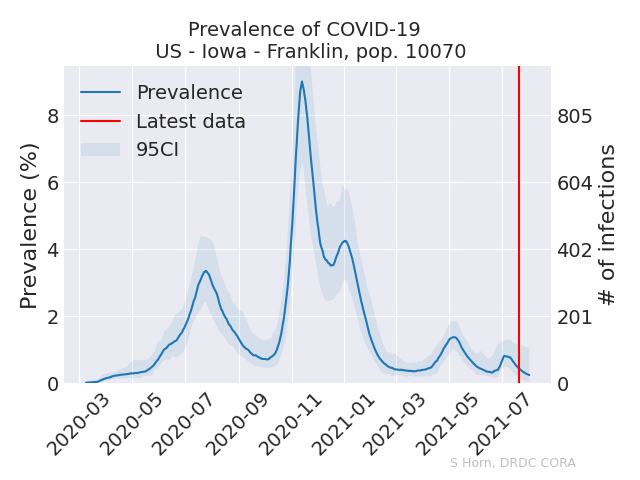 Prevalence of COVID-19
US - Iowa - Franklin, pop. 10070
Prevalence
Latest data
95CI
Prevalence (%)
8
6
4
2
0
805
604
402
201
0
# of infections
2020-03
2020-05
2020-07
2020-09
2020-11
2021-01
2021-03
2021-05
2021-07
S Horn, DRDC CORA